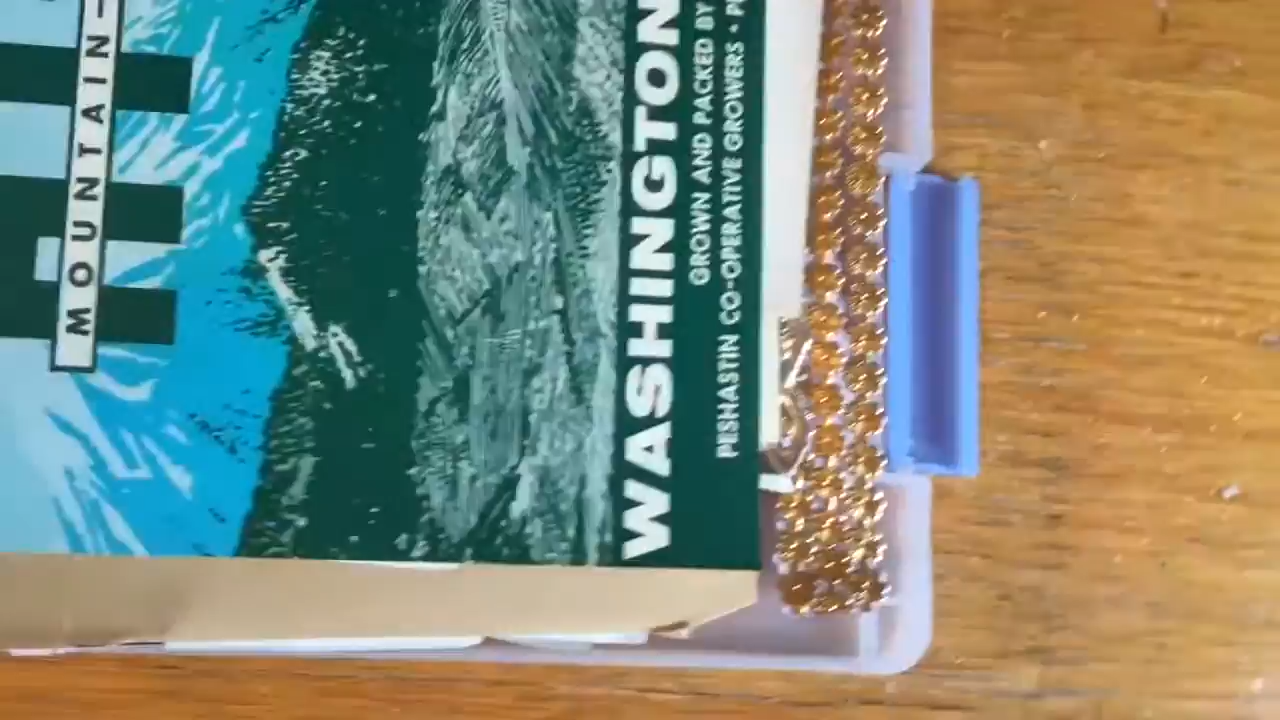 MOUNTAIN-
WASHINGTON
GROWN AND PACKED BY
PESHASTIN CO-OPERATIVE GROWERS •